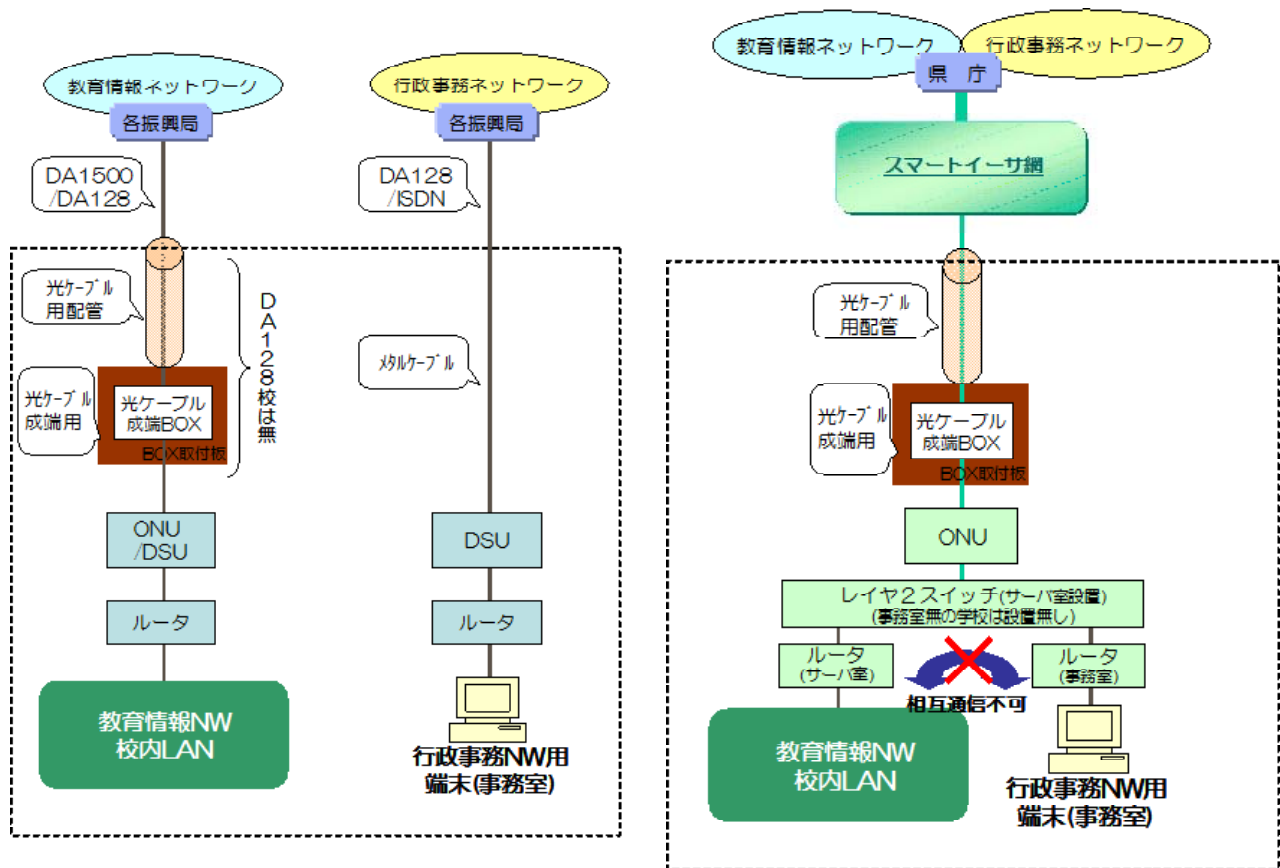 教育情報ネットワーク
各振興局
DA1500
/DA128
光ｹｰﾌﾞﾙ
用配管
光ｹｰﾌﾞﾙ
成端用
光ケーブル
成端BOX
BOX取付板
DA128校は無
ONU
/DSU
ルータ
教育情報NW
校内LAN
行政事務ネットワーク
各振興局
DA128
/ISDN
ﾒﾀﾙｹｰﾌﾞﾙ
DSU
ルータ
行政事務NW用
端末(事務室)
教育情報ネットワーク
行政事務ネットワーク
県 庁
スマートイーサ網
光ｹｰﾌﾞﾙ
用配管
光ｹｰﾌﾞﾙ
成端用
光ケーブル
成端BOX
BOX取付板
ONU
レイヤ２スイッチ(サーバ室設置)
(事務室無の学校は設置無し)
ルータ
(サーバ室)
相互通信不可
ルータ
(事務室)
教育情報NW
校内LAN
行政事務NW用
端末(事務室)